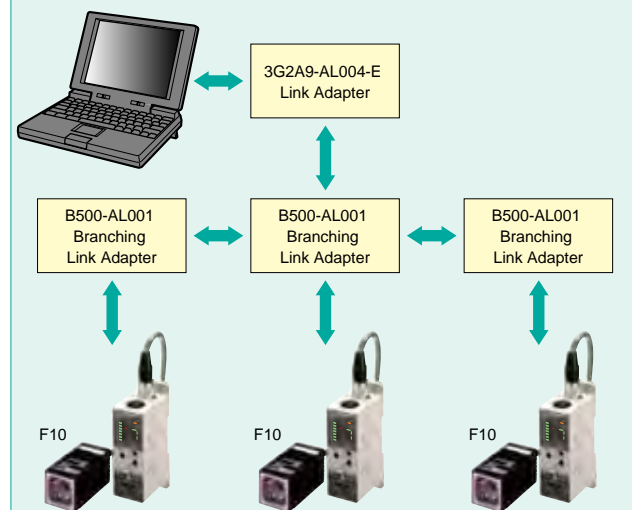 3G2A9-AL004-E
Link Adapter
B500-AL001
Branching
Link Adapter
B500-AL001
Branching
Link Adapter
B500-AL001
Branching
Link Adapter
F10
F10
F10